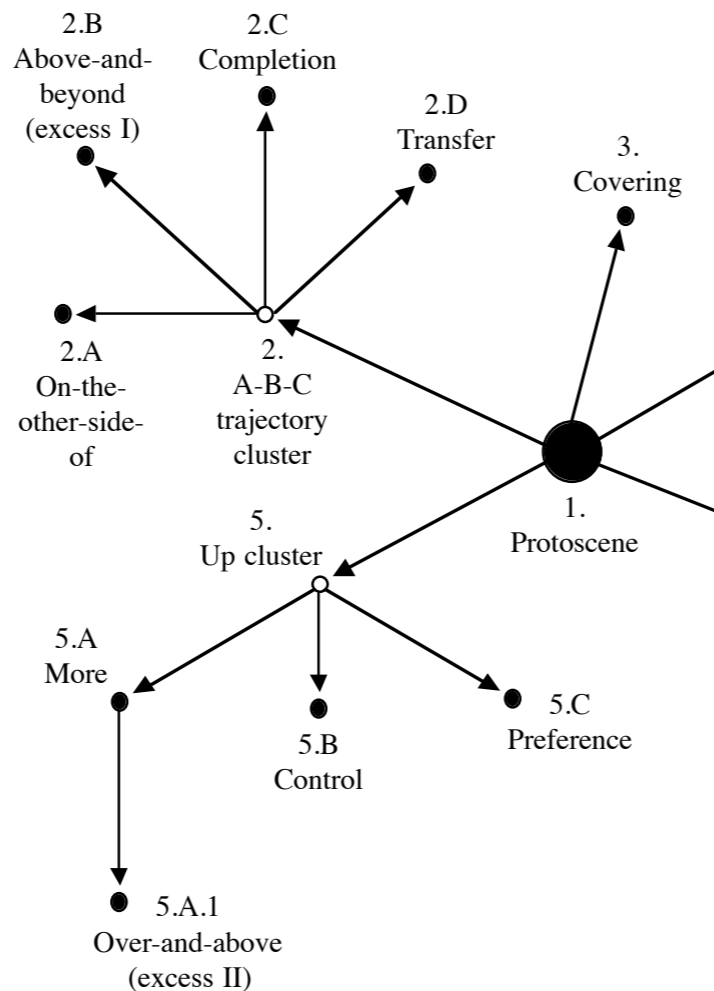 2.B
Above-and-
beyond
(excess I)
2.C
Completion
2.D
Transfer
3.
Covering
2.A
On-the-
other-side-
of
2.
A-B-C
trajectory
cluster
1.
Protoscene
5.
Up cluster
5.A
More
5.B
Control
5.C
Preference
5.A.1
Over-and-above
(excess II)